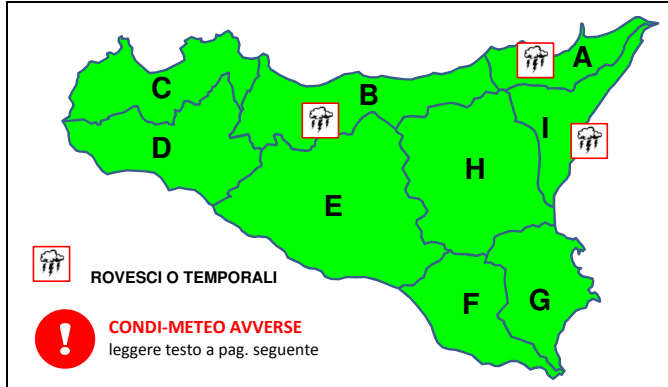 A
C
B
I
D
H
E
F
G
ROVESCI O TEMPORALI
!
CONDI-METEO AVVERSE
leggere testo a pag. seguente